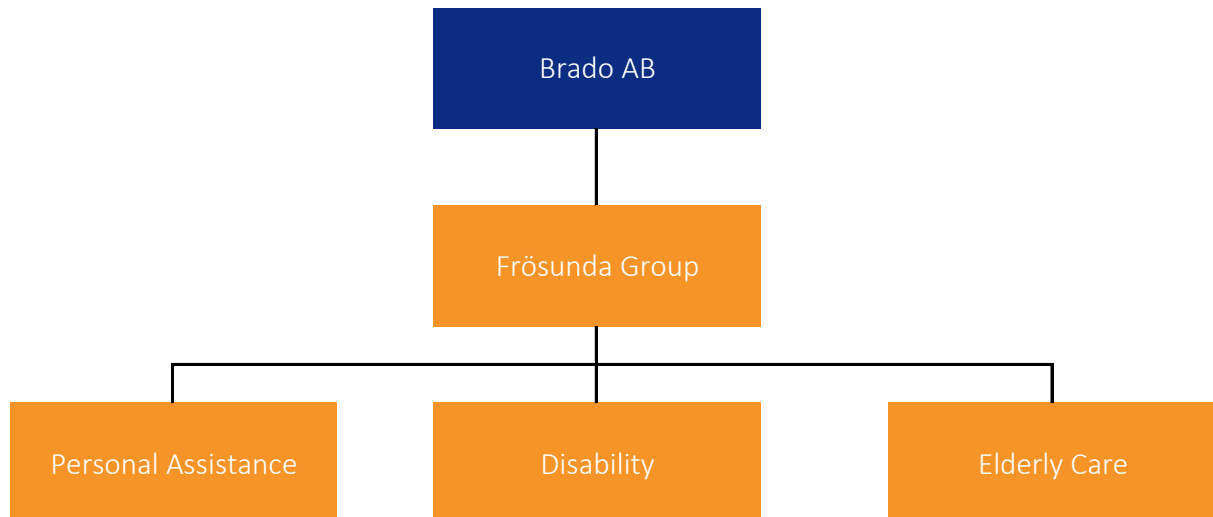 Brado AB
Frösunda Group
Personal Assistance
Disability
Elderly Care